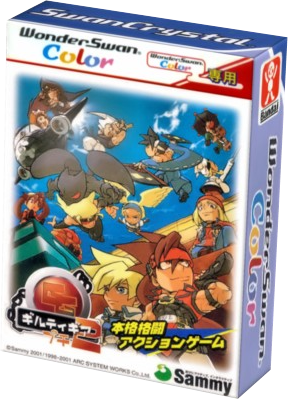 SwanCrystal
WonderSwan
Color
WonderSwan
Color
専用
Bandai
WonderSwan
Color
ギルティギア
プチ2
本格格闘
アクションゲーム
©Sammy 2001/1998-2001 ARC SYSTEM WORKS Co. Ltd.
Sammy